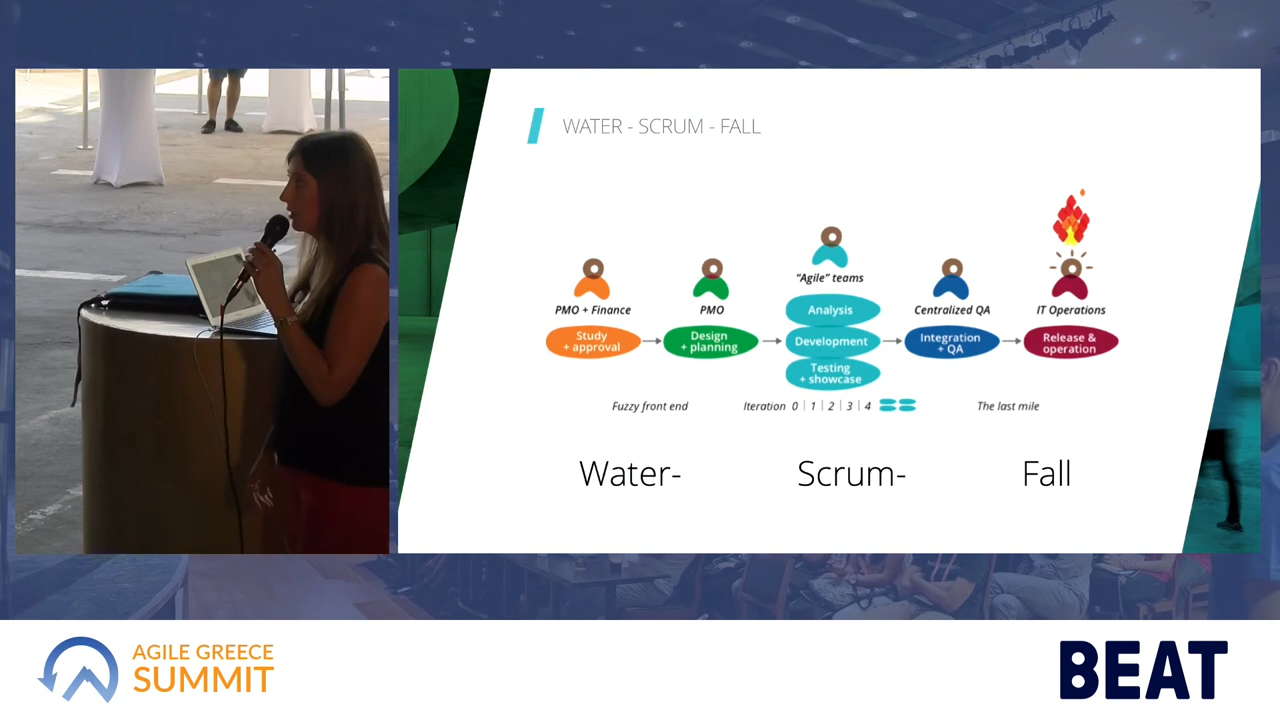 WATER - SCRUM - FALL
"Agile" teams
PMO + Finance
PMO
Centralized QA
IT Operations
Study
+ approval
Design
+ planning
Analysis
Development
Testing
+ showcase
Integration
+ QA
Release &
operation
Fuzzy front end
Iteration 0 | 1 | 2 | 3 | 4
The last mile
Water-
Scrum-
Fall
AGILE GREECE
SUMMIT
BEAT